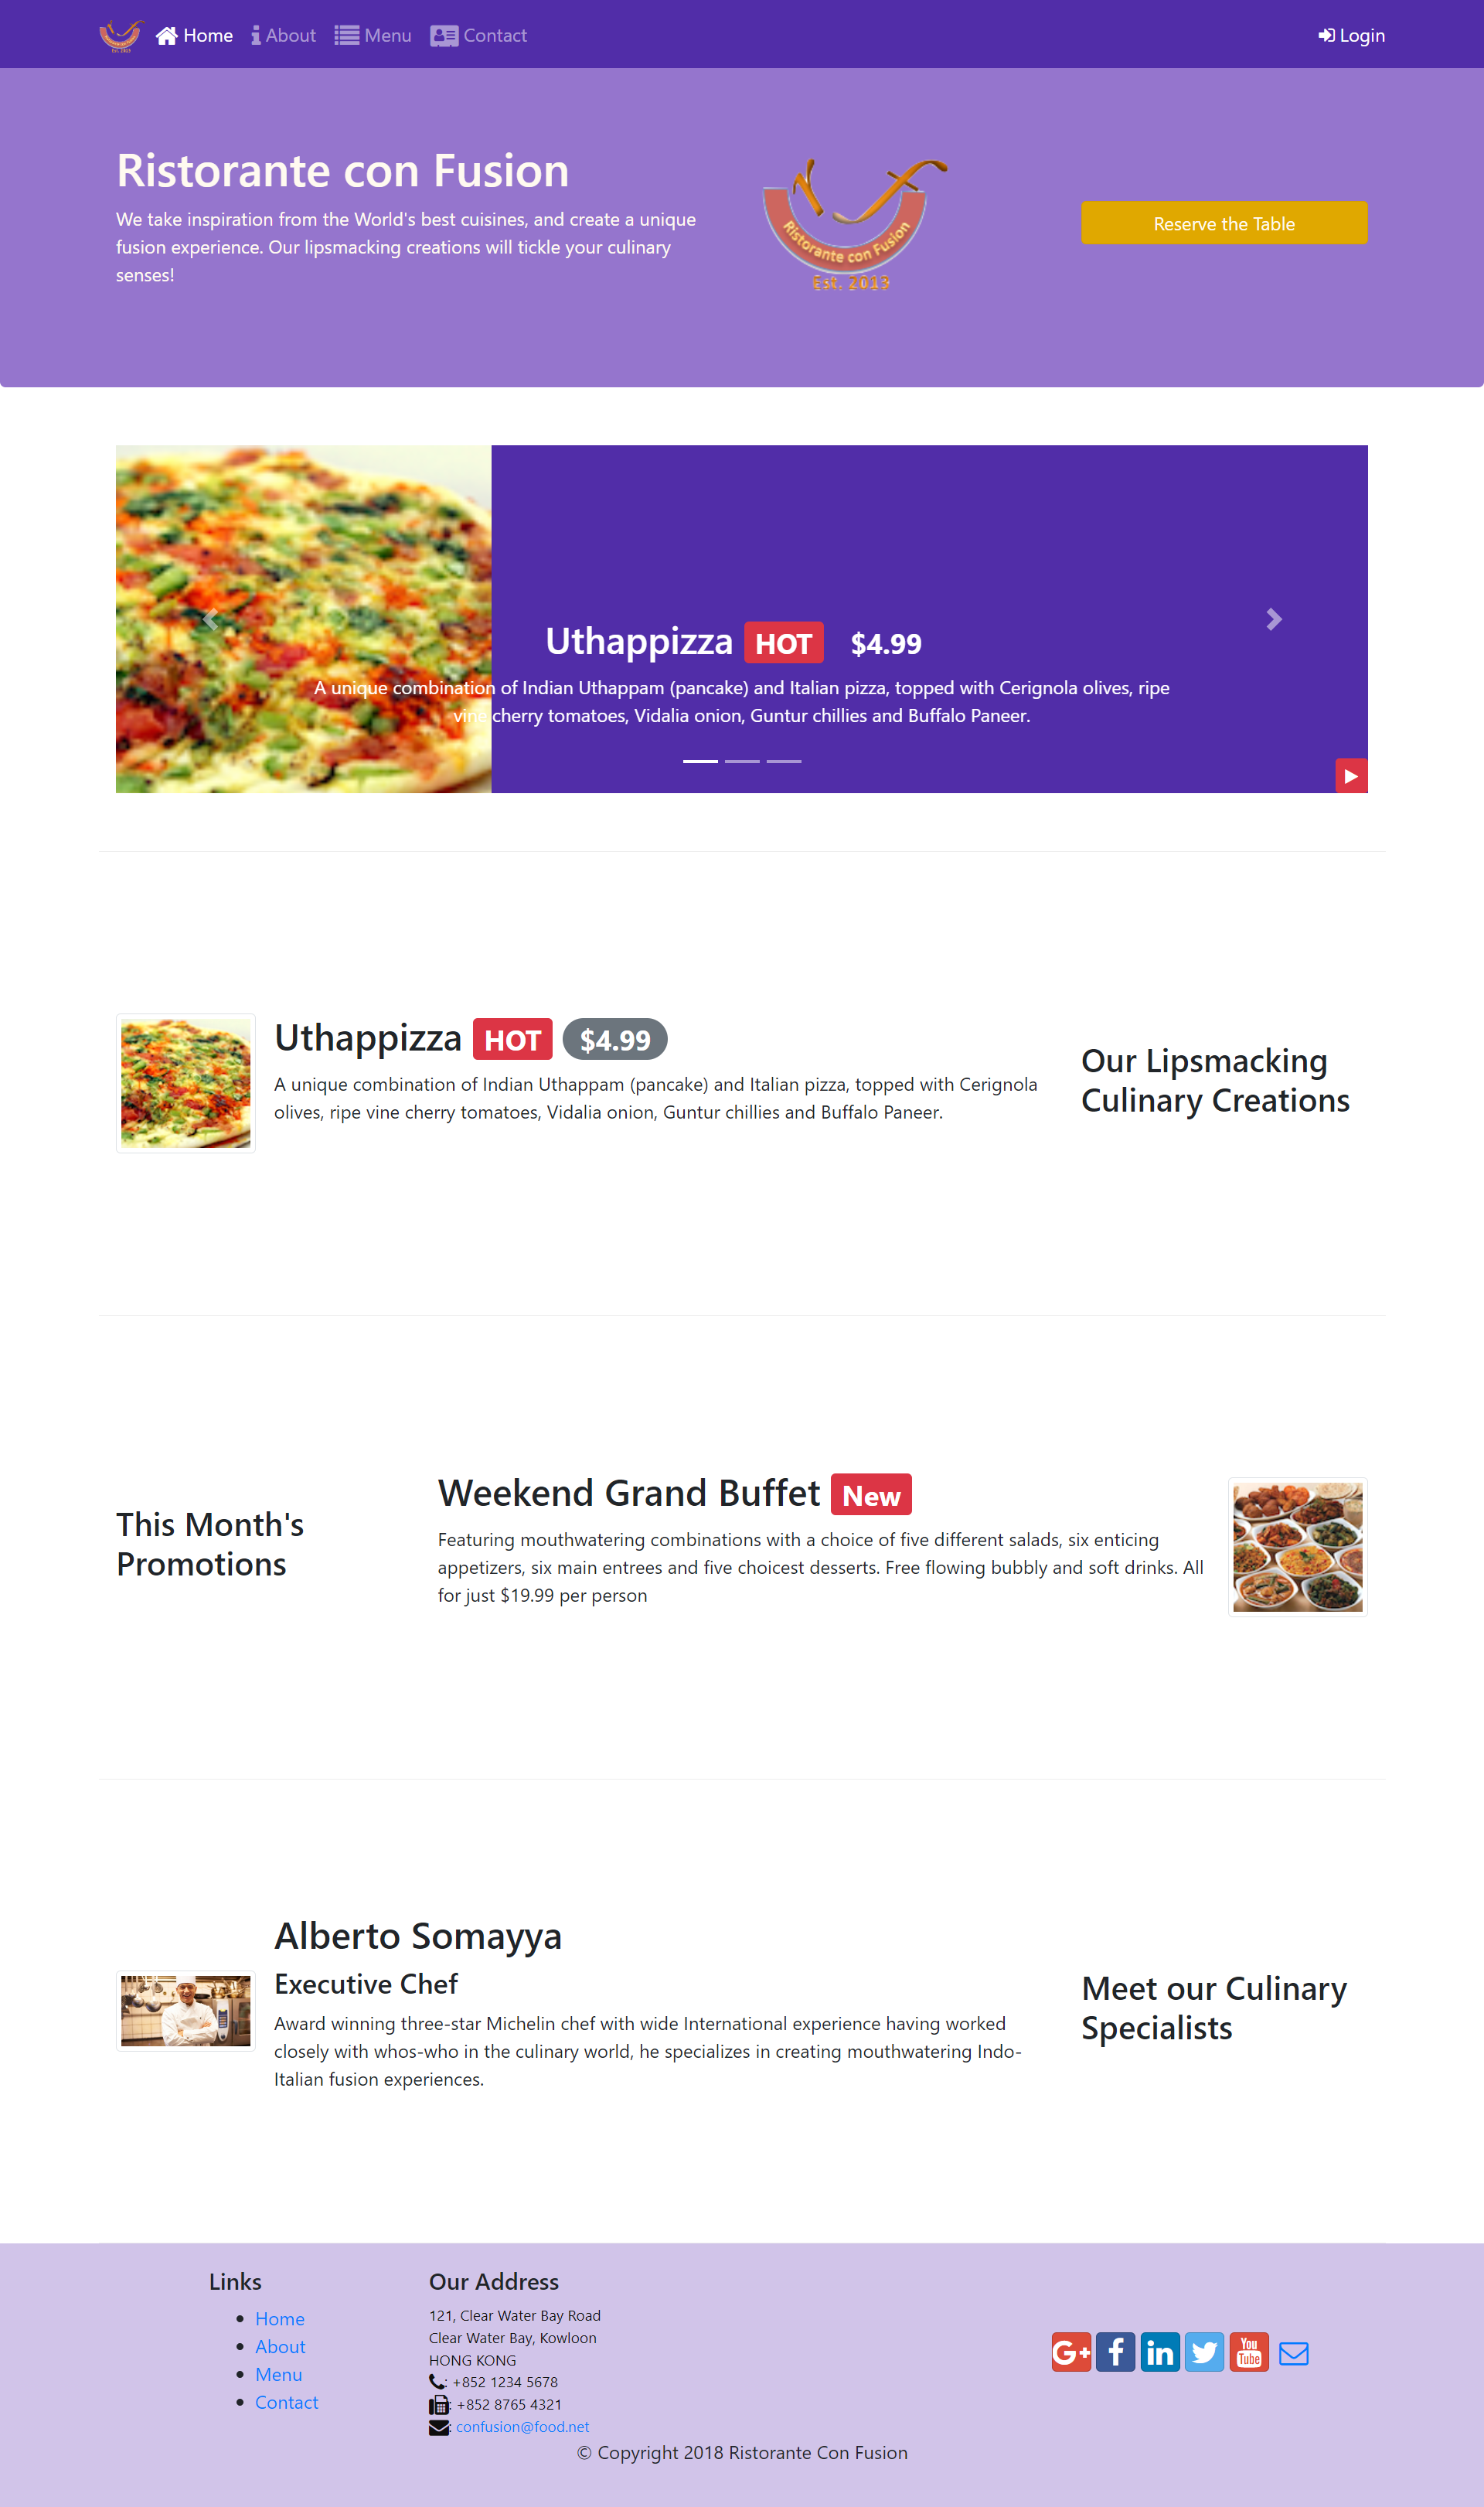 Home About Menu Contact Login
Ristorante con Fusion
We take inspiration from the World's best cuisines, and create a unique
fusion experience. Our lipsmacking creations will tickle your culinary
senses!
Ristorante con Fusion
Est. 2013
Reserve the Table
Uthappizza HOT $4.99
A unique combination of Indian Uthappam (pancake) and Italian pizza, topped with Cerignola olives, ripe
vine cherry tomatoes, Vidalia onion, Guntur chillies and Buffalo Paneer.
Uthappizza HOT $4.99
A unique combination of Indian Uthappam (pancake) and Italian pizza, topped with Cerignola
olives, ripe vine cherry tomatoes, Vidalia onion, Guntur chillies and Buffalo Paneer.
Our Lipsmacking
Culinary Creations
This Month's
Promotions
Weekend Grand Buffet New
Featuring mouthwatering combinations with a choice of five different salads, six enticing
appetizers, six main entrees and five choicest desserts. Free flowing bubbly and soft drinks. All
for just $19.99 per person
Alberto Somayya
Executive Chef
Award winning three-star Michelin chef with wide International experience having worked
closely with whos-who in the culinary world, he specializes in creating mouthwatering Indo-
Italian fusion experiences.
Meet our Culinary
Specialists
Links
Home
About
Menu
Contact
Our Address
121, Clear Water Bay Road
Clear Water Bay, Kowloon
HONG KONG
: +852 1234 5678
: +852 8765 4321
: confusion@food.net
G+ f in You Tube
© Copyright 2018 Ristorante Con Fusion